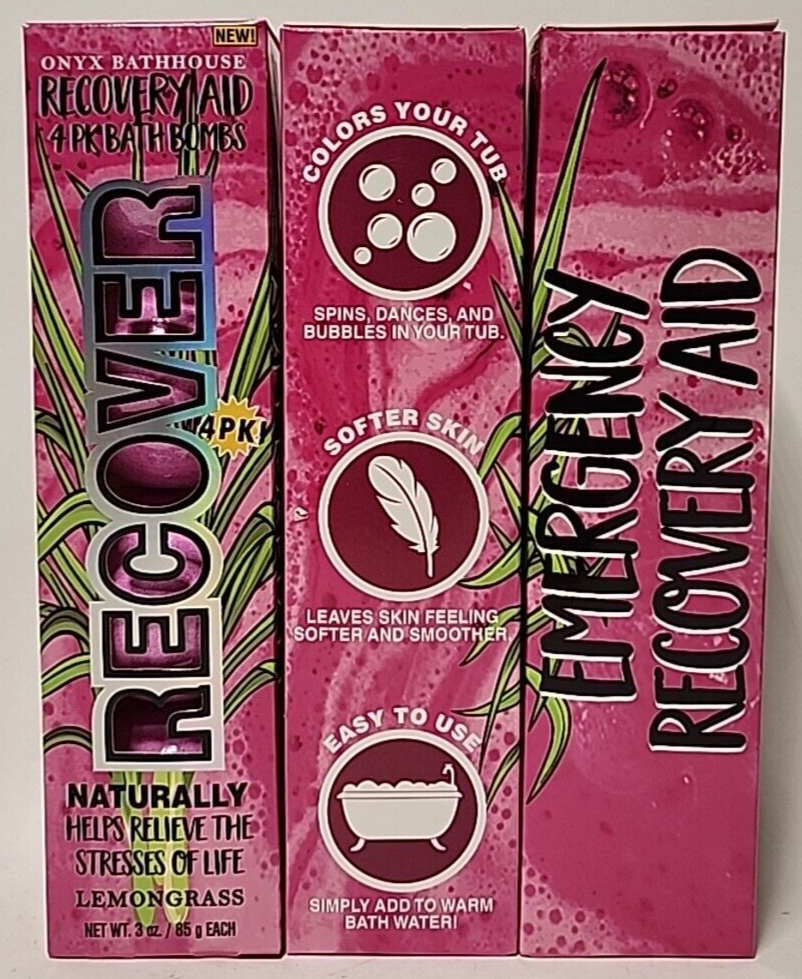 NEW!
ONYX BATHHOUSE
RECOVERY AID
4 PK BATH BOMBS
RECOVER
4PK!
NATURALLY
HELPS RELIEVE THE
STRESSES OF LIFE
LEMONGRASS
NET WT. 3 oz. / 85 g EACH
COLORS YOUR TUB
SPINS, DANCES, AND
BUBBLES IN YOUR TUB.
SOFTER SKIN
LEAVES SKIN FEELING
SOFTER AND SMOOTHER.
EASY TO USE
SIMPLY ADD TO WARM
BATH WATER!
EMERGENCY
RECOVERY AID